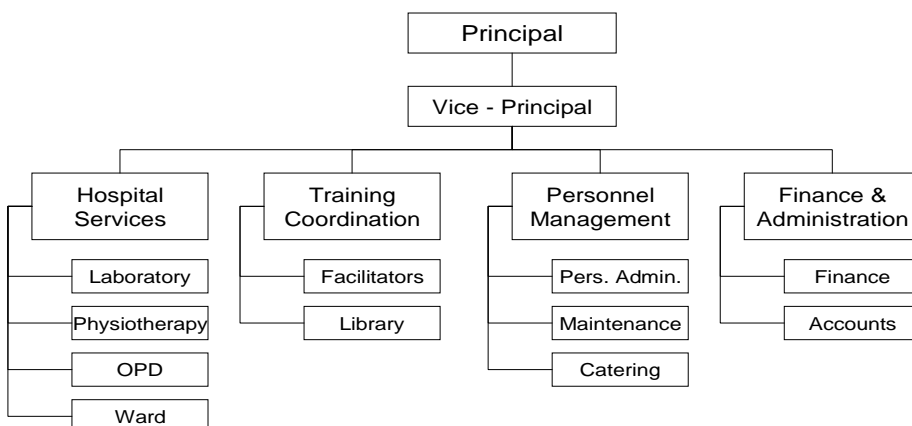 Principal
Vice - Principal
Hospital
Services
Training
Coordination
Personnel
Management
Finance &
Administration
Laboratory
Facilitators
Pers. Admin.
Finance
Physiotherapy
Library
Maintenance
Accounts
OPD
Catering
Ward